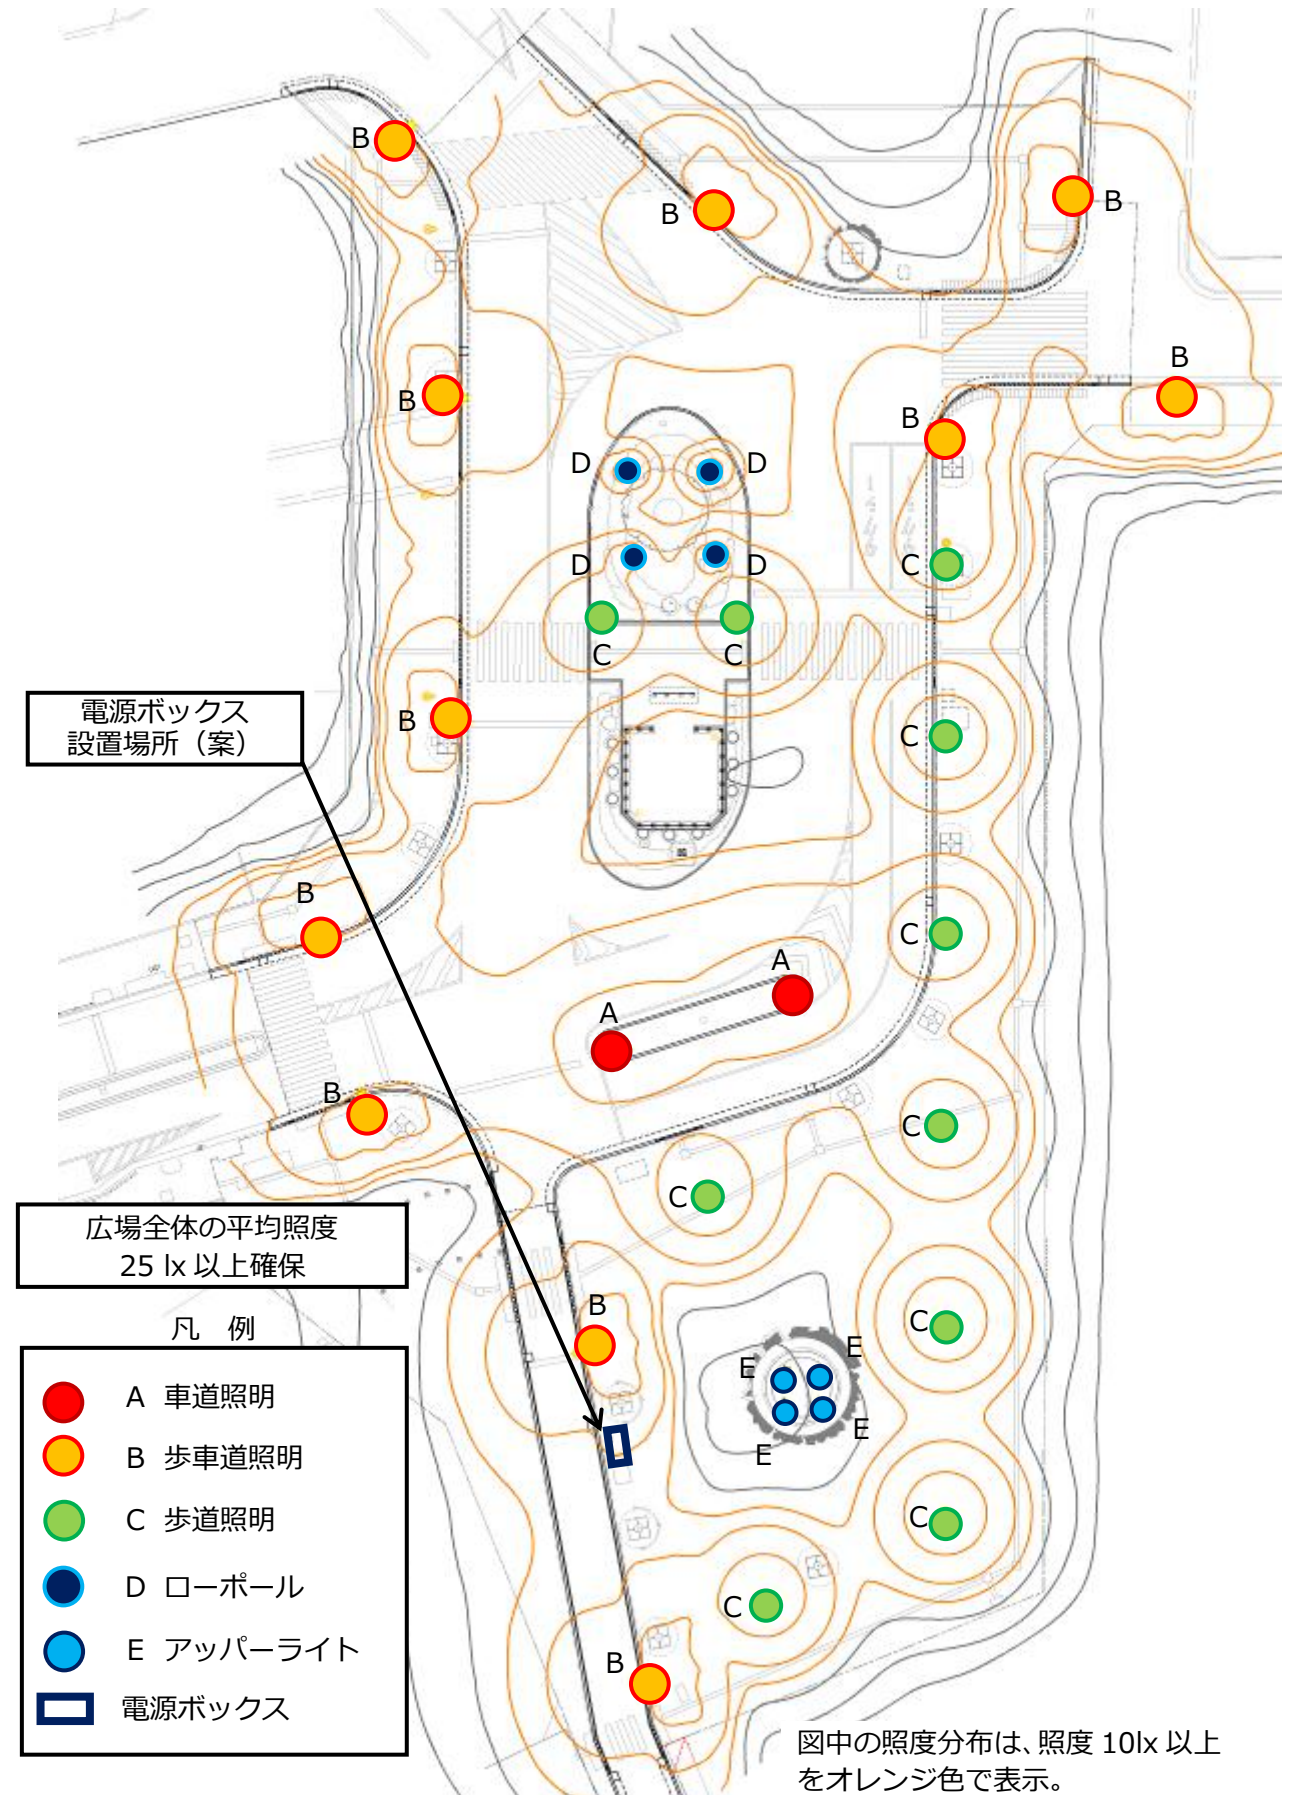 B
B
B
B
B
B
D
D
D
D
C
C
C
B
C
電源ボックス
設置場所（案）
C
B
A
A
B
C
C
広場全体の平均照度
25 lx 以上確保
B
C
E
E
E
E
C
C
B
凡 例
A 車道照明
B 歩車道照明
C 歩道照明
D ローポール
E アッパーライト
電源ボックス
図中の照度分布は、照度 10lx 以上
をオレンジ色で表示。